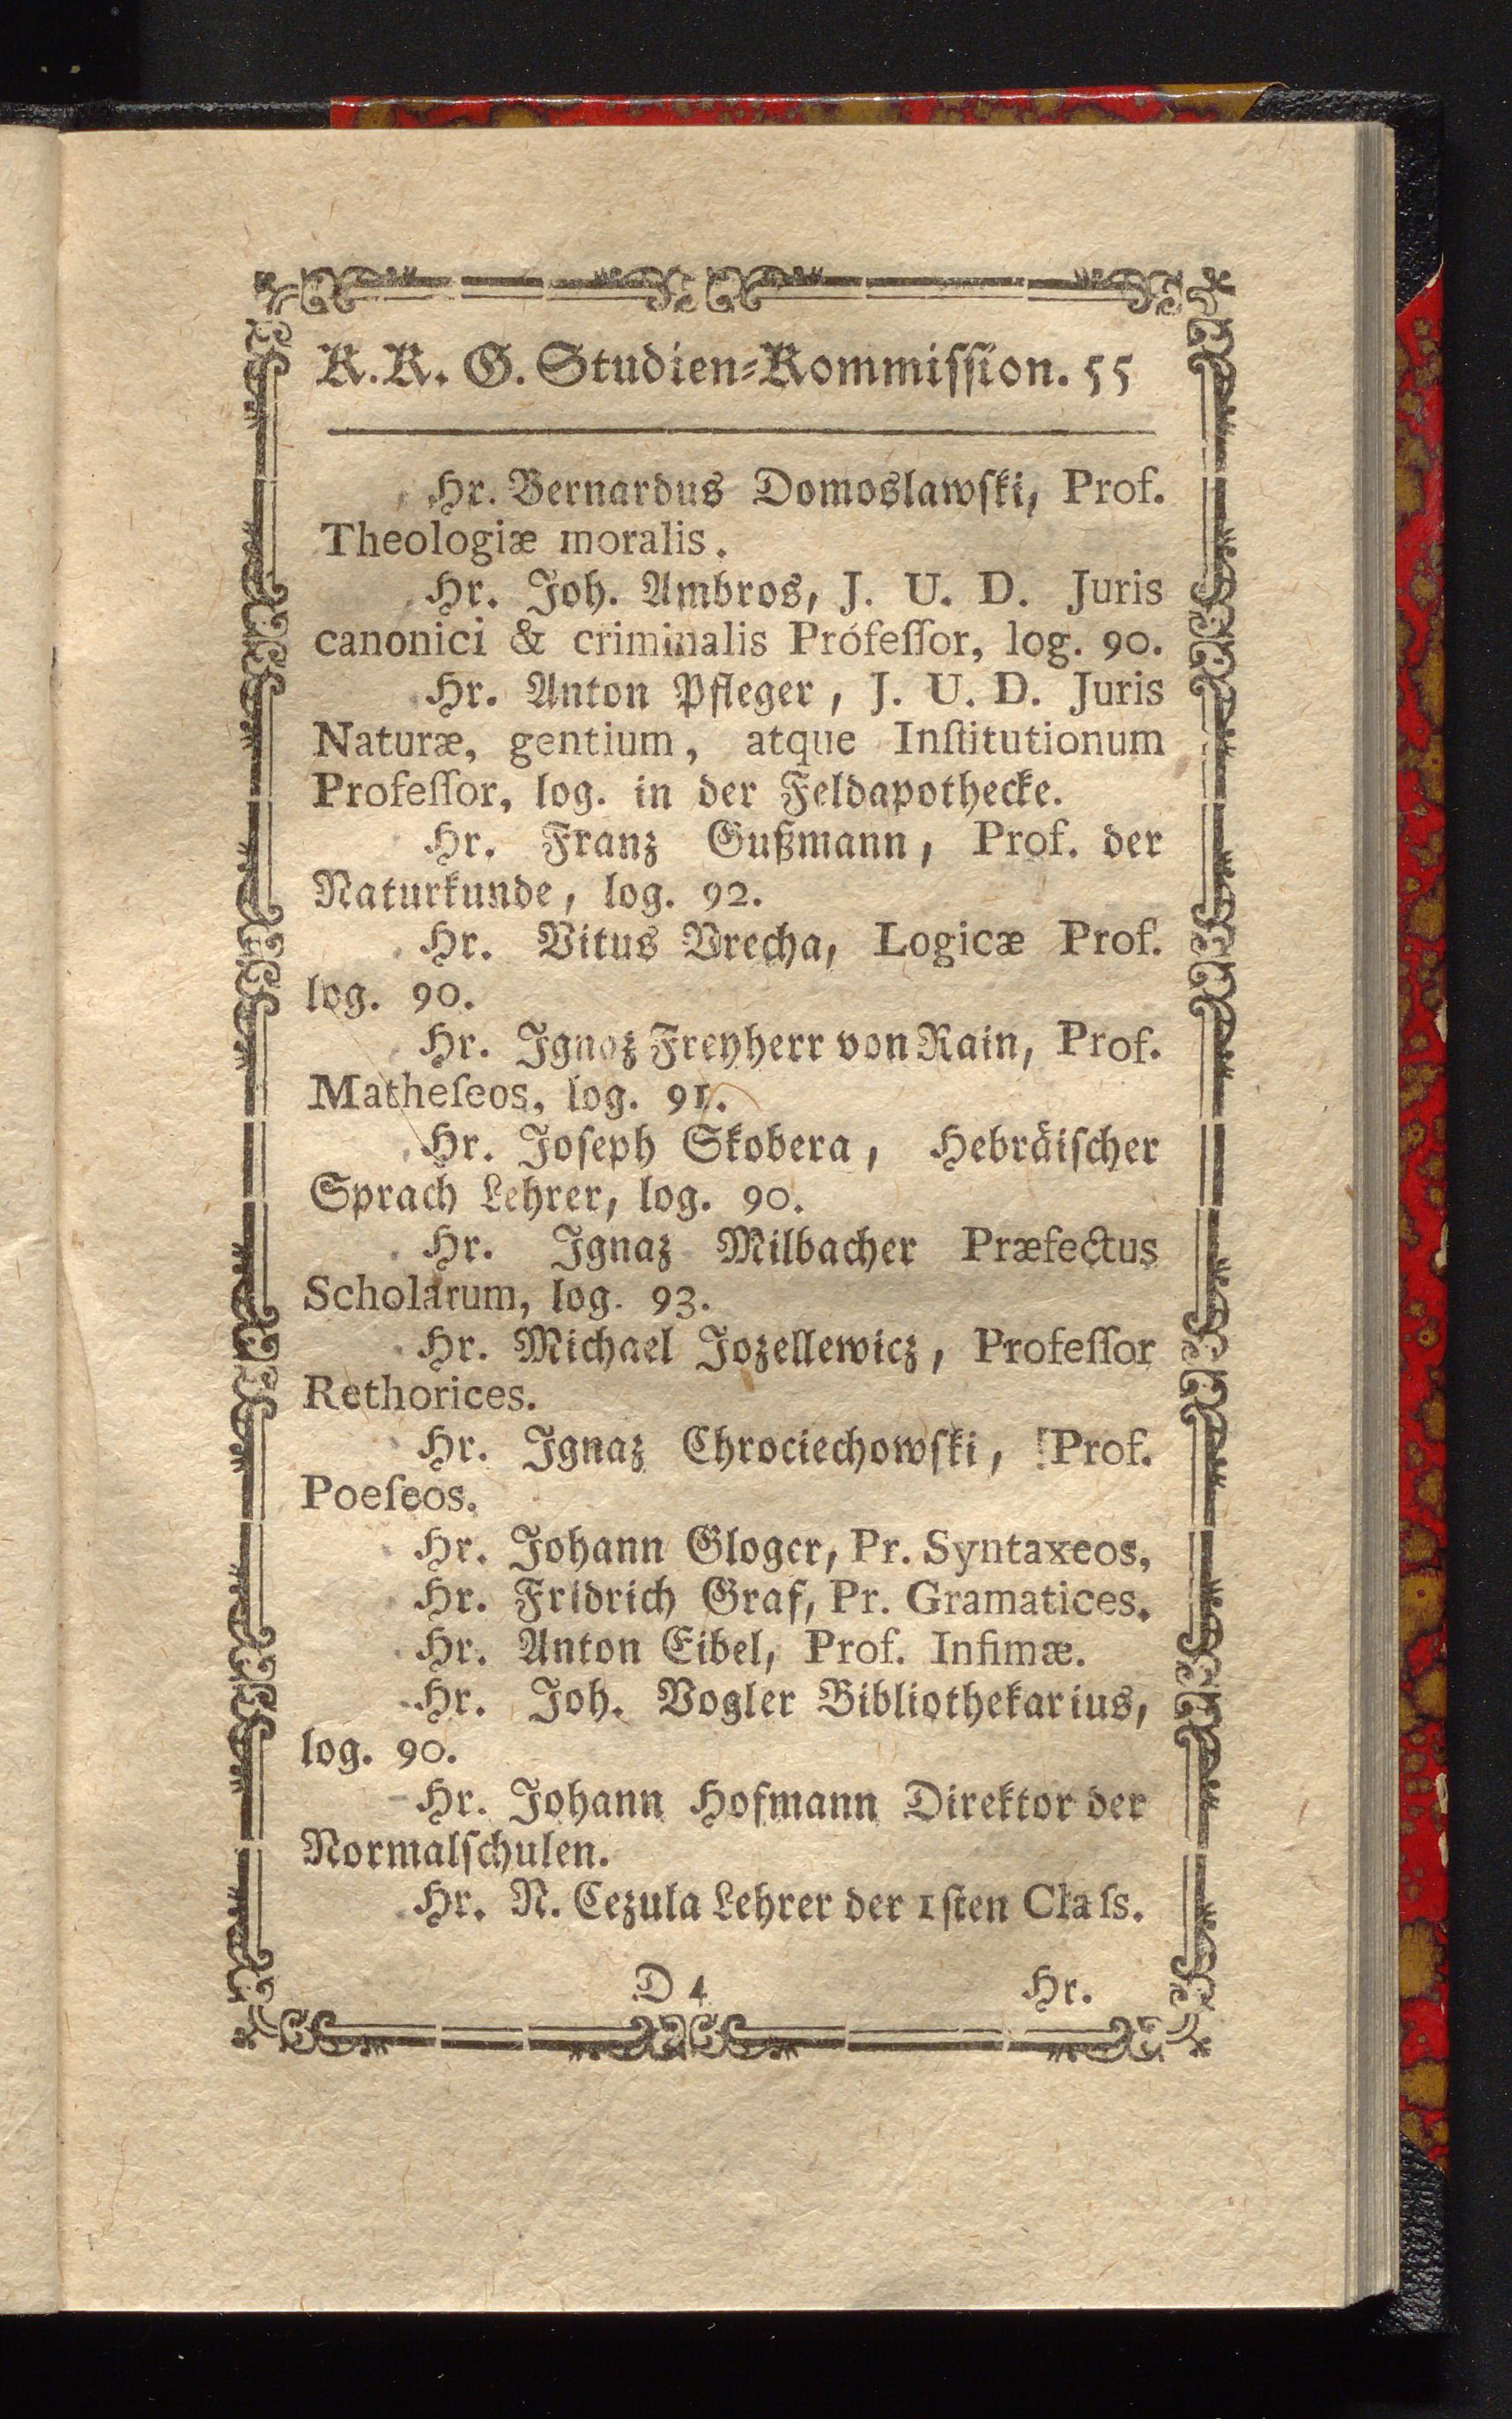 K. K. G. Studien-Kommission. 55
Hr. Bernardus Domoslawſki, Prof.
Theologiæ moralis.
Hr. Joh. Ambros, J. U. D. Juris
canonici & criminalis Profeſſor, log. 90.
Hr. Anton Pfleger, J. U. D. Juris
Naturæ, gentium, atque Inſtitutionum
Profeſſor, log. in der Feldapothecke.
Hr. Franz Gußmann, Prof. der
Naturkunde, log. 92.
Hr. Vitus Vrecha, Logicæ Prof.
log. 90.
Hr. Ignaz Freyherr von Rain, Prof.
Matheſeos, log. 91.
Hr. Joſeph Skobera, Hebräiſcher
Sprach Lehrer, log. 90.
Hr. Ignaz Milbacher Præfectus
Scholarum, log. 93.
Hr. Michael Jozellewicz, Profeſſor
Rethorices.
Hr. Ignaz Chrociechowſki, Prof.
Poeſeos.
Hr. Johann Gloger, Pr. Syntaxeos,
Hr. Fridrich Graf, Pr. Gramatices.
Hr. Anton Eibel, Prof. Infimæ.
Hr. Joh. Vogler Bibliothekarius,
log. 90.
Hr. Johann Hofmann Direktor der
Normalſchulen.
Hr. N. Cezula Lehrer der 1ſten Claſs.
D 4 Hr.